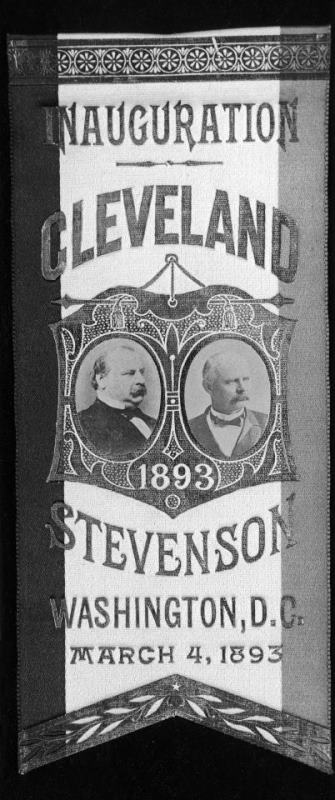 INAUGURATION
CLEVELAND
1893
STEVENSON
WASHINGTON, D.C.
MARCH 4, 1893